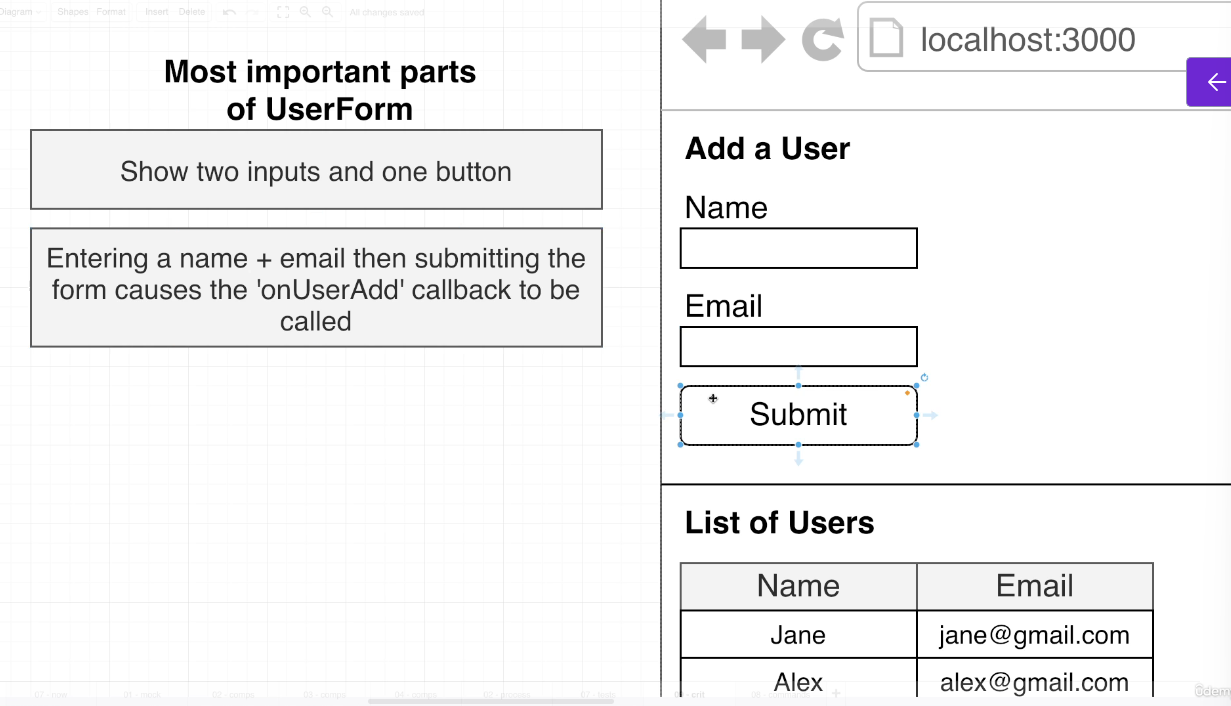 Diagram
Shapes Format
Insert Delete
All changes saved
Most important parts
of UserForm
Show two inputs and one button
Entering a name + email then submitting the
form causes the 'onUserAdd' callback to be
called
localhost:3000
Add a User
Name
Email
Submit
List of Users
Name Email
Jane jane@gmail.com
Alex alex@gmail.com